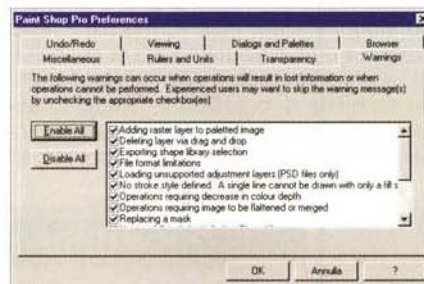 Paint Shop Pro Preferences
Undo/Redo Viewing Dialogs and Palettes Browser
Miscellaneous Rulers and Units Transparency Warnings
The following warnings can occur when operations will result in lost information or when
operations cannot be performed. Experienced users may want to skip the warning message(s)
by unchecking the appropriate checkbox(es)
Enable All
Disable All
Adding raster layer to paletted image
Deleting layer via drag and drop
Exporting shape library selection
File format limitations
Loading unsupported adjustment layers (PSD files only)
No stroke style defined. A single line cannot be drawn with only a fill s
Operations requiring decrease in colour depth
Operations requiring image to be flattened or merged
Replacing a mask
OK Annulla ?